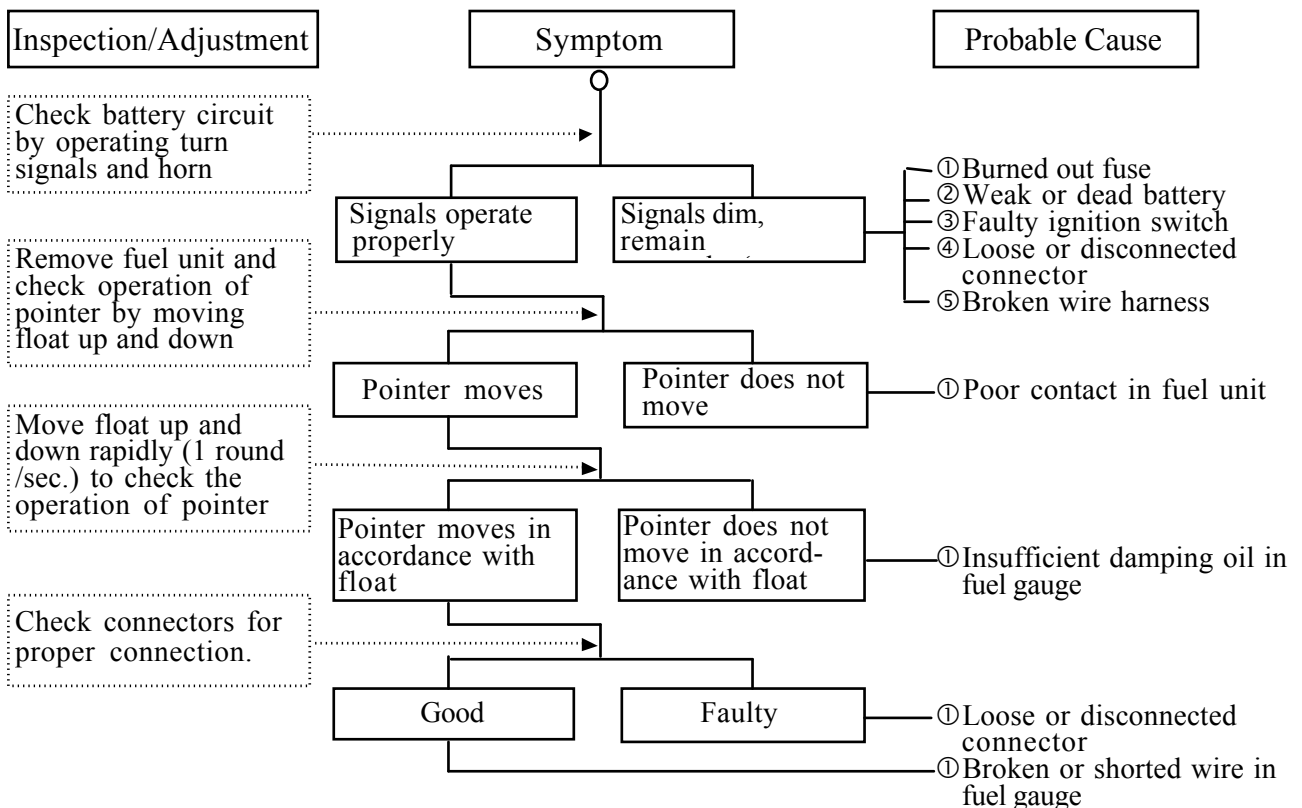 Inspection/Adjustment
Symptom
Probable Cause
Check battery circuit
by operating turn
signals and horn
Signals operate
properly
Signals dim,
remain
①Burned out fuse
②Weak or dead battery
③Faulty ignition switch
④Loose or disconnected
connector
⑤Broken wire harness
Remove fuel unit and
check operation of
pointer by moving
float up and down
Pointer moves
Pointer does not
move
①Poor contact in fuel unit
Move float up and
down rapidly (1 round
/sec.) to check the
operation of pointer
Pointer moves in
accordance with
float
Pointer does not
move in accord-
ance with float
①Insufficient damping oil in
fuel gauge
Check connectors for
proper connection.
Good
Faulty
①Loose or disconnected
connector
①Broken or shorted wire in
fuel gauge